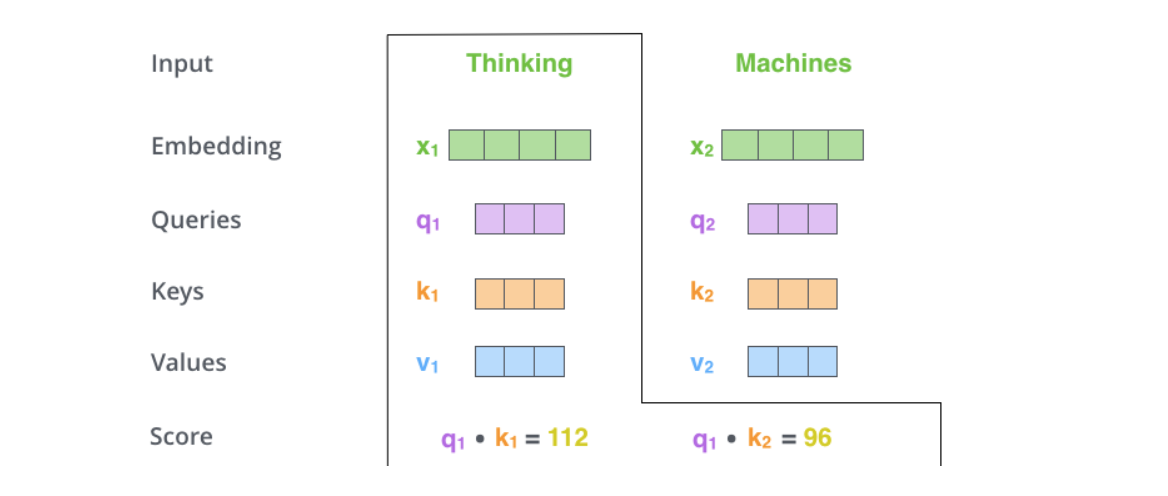 Input Thinking Machines
Embedding x₁ x₂
Queries q₁ q₂
Keys k₁ k₂
Values v₁ v₂
Score q₁ • k₁ = 112 q₁ • k₂ = 96